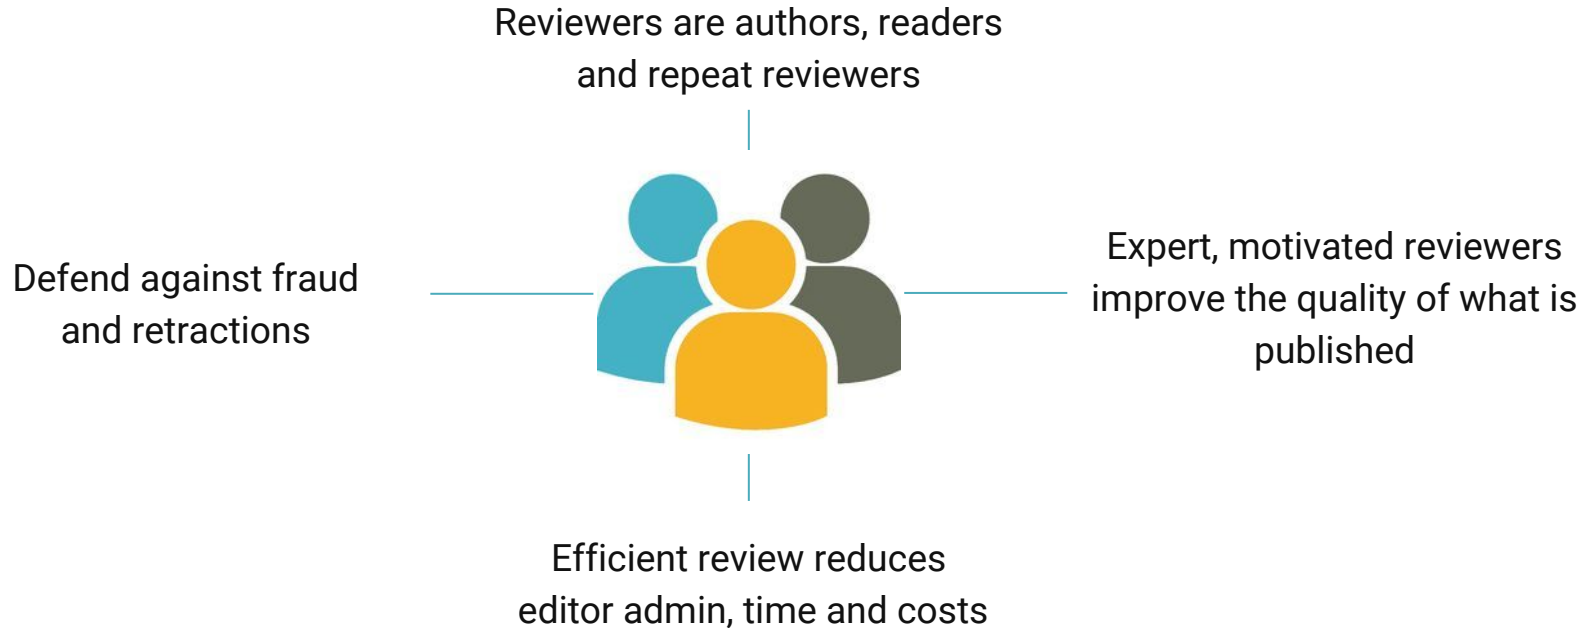 Reviewers are authors, readers
and repeat reviewers
Defend against fraud
and retractions
Expert, motivated reviewers
improve the quality of what is
published
Efficient review reduces
editor admin, time and costs